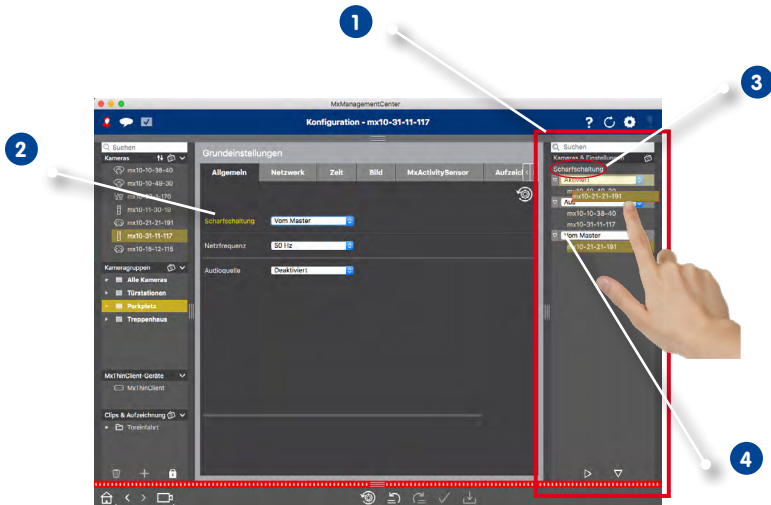 1
3
2
4
MxManagementCenter
Konfiguration - mx10-31-11-117
?
Suchen
Kameras
mx10-10-38-40
mx10-10-49-30
mx10-11-30-18
mx10-21-21-191
mx10-31-11-117
mx10-15-12-115
Kameragruppen
Alle Kameras
Türstationen
Parkplatz
Treppenhaus
MxThinClient-Geräte
MxThinClient
Clips & Aufzeichnung
Toreinfahrt
Grundeinstellungen
Allgemein Netzwerk Zeit Bild MxActivitySensor Aufzeich
Scharfschaltung Vom Master
Netzfrequenz 50 Hz
Audioquelle Deaktiviert
Suchen
Kameras & Einstellungen
Scharfschaltung
Aktiviert
mx10-21-21-191
Aus
mx10-10-38-40
mx10-31-11-117
Vom Master
mx10-21-21-191